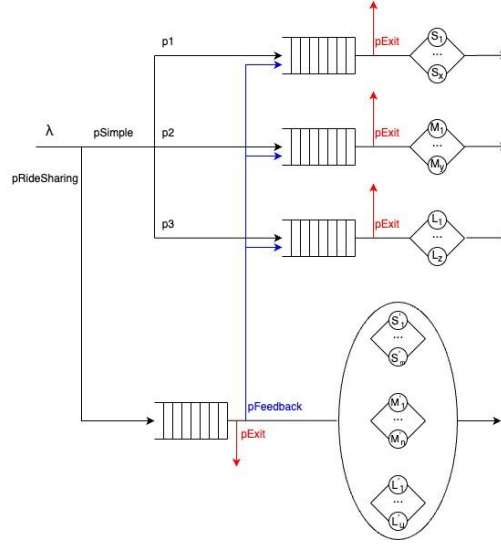 p1
pExit
S1
...
Sx
λ
pSimple
p2
pExit
M1
...
My
pRideSharing
p3
pExit
L1
...
Lz
S'1
...
S'm
pFeedback
pExit
M'1
...
M'n
L'1
...
L'u